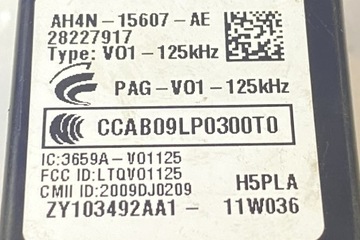 AH4N-15607-AE
28227917
Type: V01-125kHz
PAG-V01-125kHz
CCAB09LP0300T0
IC:3659A-V01125
FCC ID:LTQV01125
CMII ID:2009DJ0209
H5PLA
ZY103492AA1- 11W036